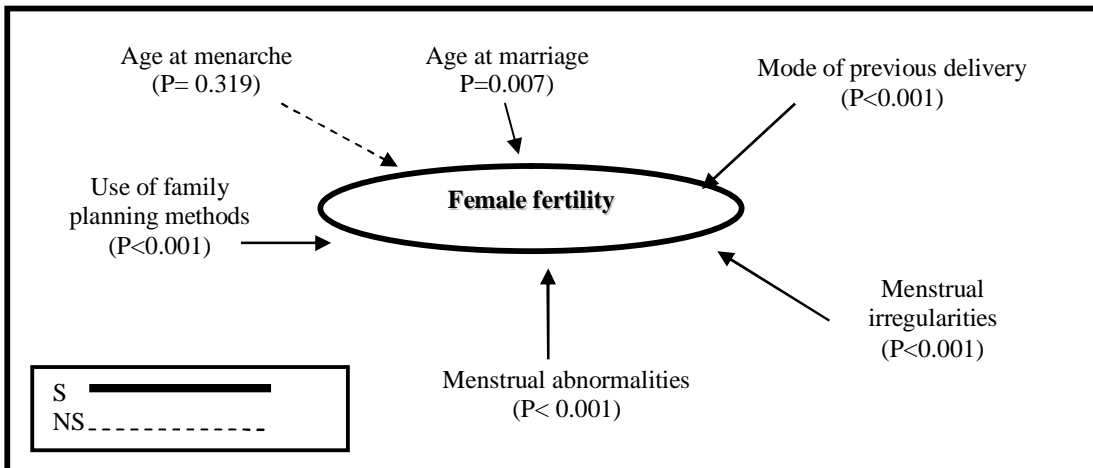 Age at menarche
(P= 0.319)
Age at marriage
P=0.007)
Mode of previous delivery
(P<0.001)
Use of family
planning methods
(P<0.001)
Female fertility
Menstrual
irregularities
(P<0.001)
Menstrual abnormalities
(P< 0.001)
S
NS